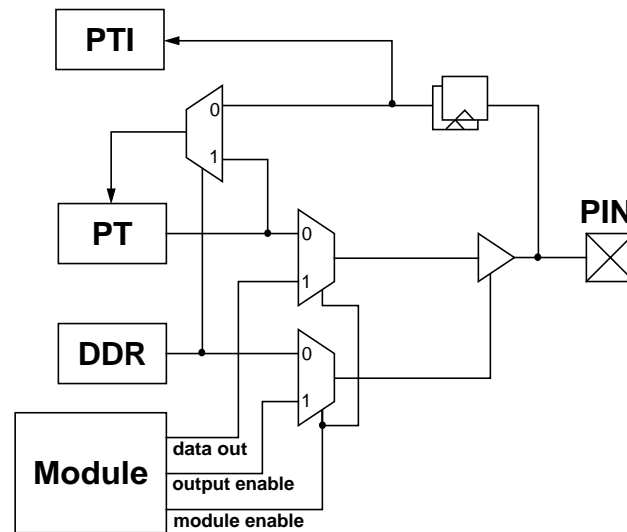 PTI
0
1
PT
PIN
0
1
DDR
0
1
Module
data out
output enable
module enable